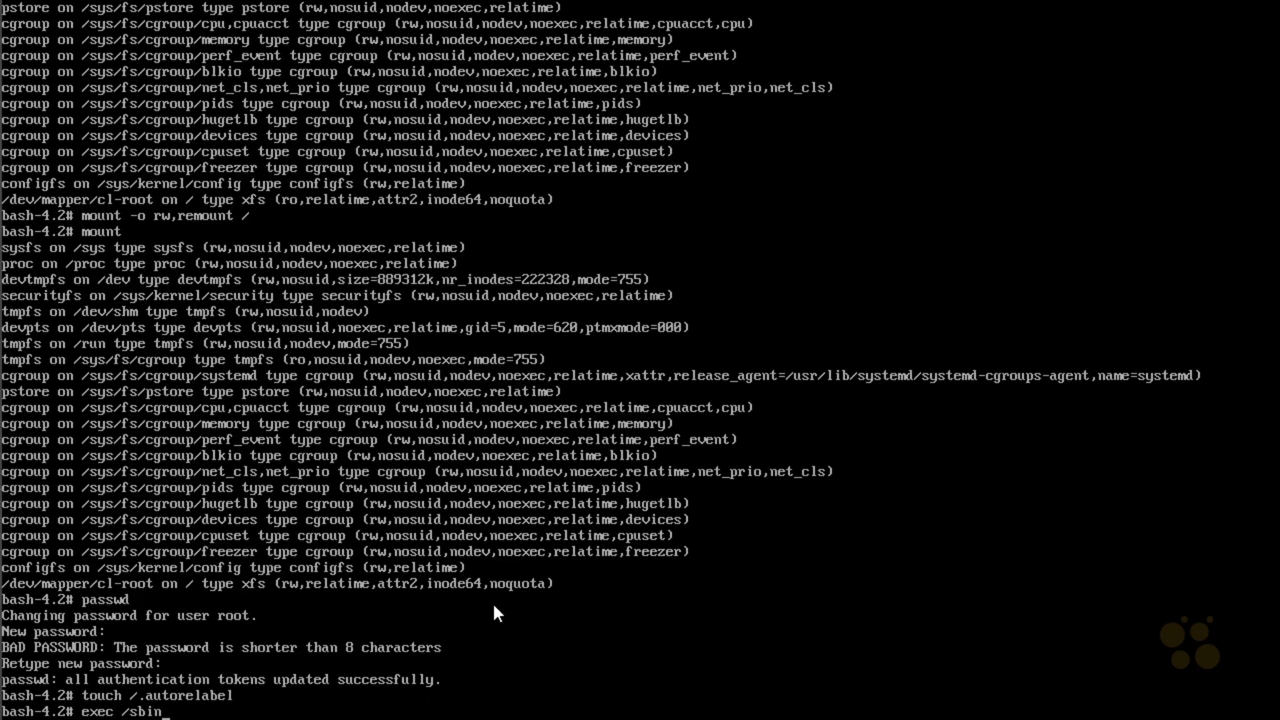 pstore on /sys/fs/pstore type pstore (rw,nosuid,nodev,noexec,relatime)
cgroup on /sys/fs/cgroup/cpu,cpuacct type cgroup (rw,nosuid,nodev,noexec,relatime,cpuacct,cpu)
cgroup on /sys/fs/cgroup/memory type cgroup (rw,nosuid,nodev,noexec,relatime,memory)
cgroup on /sys/fs/cgroup/perf_event type cgroup (rw,nosuid,nodev,noexec,relatime,perf_event)
cgroup on /sys/fs/cgroup/blkio type cgroup (rw,nosuid,nodev,noexec,relatime,blkio)
cgroup on /sys/fs/cgroup/net_cls,net_prio type cgroup (rw,nosuid,nodev,noexec,relatime,net_prio,net_cls)
cgroup on /sys/fs/cgroup/pids type cgroup (rw,nosuid,nodev,noexec,relatime,pids)
cgroup on /sys/fs/cgroup/hugetlb type cgroup (rw,nosuid,nodev,noexec,relatime,hugetlb)
cgroup on /sys/fs/cgroup/devices type cgroup (rw,nosuid,nodev,noexec,relatime,devices)
cgroup on /sys/fs/cgroup/cpuset type cgroup (rw,nosuid,nodev,noexec,relatime,cpuset)
cgroup on /sys/fs/cgroup/freezer type cgroup (rw,nosuid,nodev,noexec,relatime,freezer)
configfs on /sys/kernel/config type configfs (rw,relatime)
/dev/mapper/cl-root on / type xfs (ro,relatime,attr2,inode64,noquota)
bash-4.2# mount -o rw,remount /
bash-4.2# mount
sysfs on /sys type sysfs (rw,nosuid,nodev,noexec,relatime)
proc on /proc type proc (rw,nosuid,nodev,noexec,relatime)
devtmpfs on /dev type devtmpfs (rw,nosuid,size=889312k,nr_inodes=222328,mode=755)
securityfs on /sys/kernel/security type securityfs (rw,nosuid,nodev,noexec,relatime)
tmpfs on /dev/shm type tmpfs (rw,nosuid,nodev)
devpts on /dev/pts type devpts (rw,nosuid,noexec,relatime,gid=5,mode=620,ptmxmode=000)
tmpfs on /run type tmpfs (rw,nosuid,nodev,mode=755)
tmpfs on /sys/fs/cgroup type tmpfs (ro,nosuid,nodev,noexec,mode=755)
cgroup on /sys/fs/cgroup/systemd type cgroup (rw,nosuid,nodev,noexec,relatime,xattr,release_agent=/usr/lib/systemd/systemd-cgroups-agent,name=systemd)
pstore on /sys/fs/pstore type pstore (rw,nosuid,nodev,noexec,relatime)
cgroup on /sys/fs/cgroup/cpu,cpuacct type cgroup (rw,nosuid,nodev,noexec,relatime,cpuacct,cpu)
cgroup on /sys/fs/cgroup/memory type cgroup (rw,nosuid,nodev,noexec,relatime,memory)
cgroup on /sys/fs/cgroup/perf_event type cgroup (rw,nosuid,nodev,noexec,relatime,perf_event)
cgroup on /sys/fs/cgroup/blkio type cgroup (rw,nosuid,nodev,noexec,relatime,blkio)
cgroup on /sys/fs/cgroup/net_cls,net_prio type cgroup (rw,nosuid,nodev,noexec,relatime,net_prio,net_cls)
cgroup on /sys/fs/cgroup/pids type cgroup (rw,nosuid,nodev,noexec,relatime,pids)
cgroup on /sys/fs/cgroup/hugetlb type cgroup (rw,nosuid,nodev,noexec,relatime,hugetlb)
cgroup on /sys/fs/cgroup/devices type cgroup (rw,nosuid,nodev,noexec,relatime,devices)
cgroup on /sys/fs/cgroup/cpuset type cgroup (rw,nosuid,nodev,noexec,relatime,cpuset)
cgroup on /sys/fs/cgroup/freezer type cgroup (rw,nosuid,nodev,noexec,relatime,freezer)
configfs on /sys/kernel/config type configfs (rw,relatime)
/dev/mapper/cl-root on / type xfs (rw,relatime,attr2,inode64,noquota)
bash-4.2# passwd
Changing password for user root.
New password:
BAD PASSWORD: The password is shorter than 8 characters
Retype new password:
passwd: all authentication tokens updated successfully.
bash-4.2# touch /.autorelabel
bash-4.2# exec /sbin_